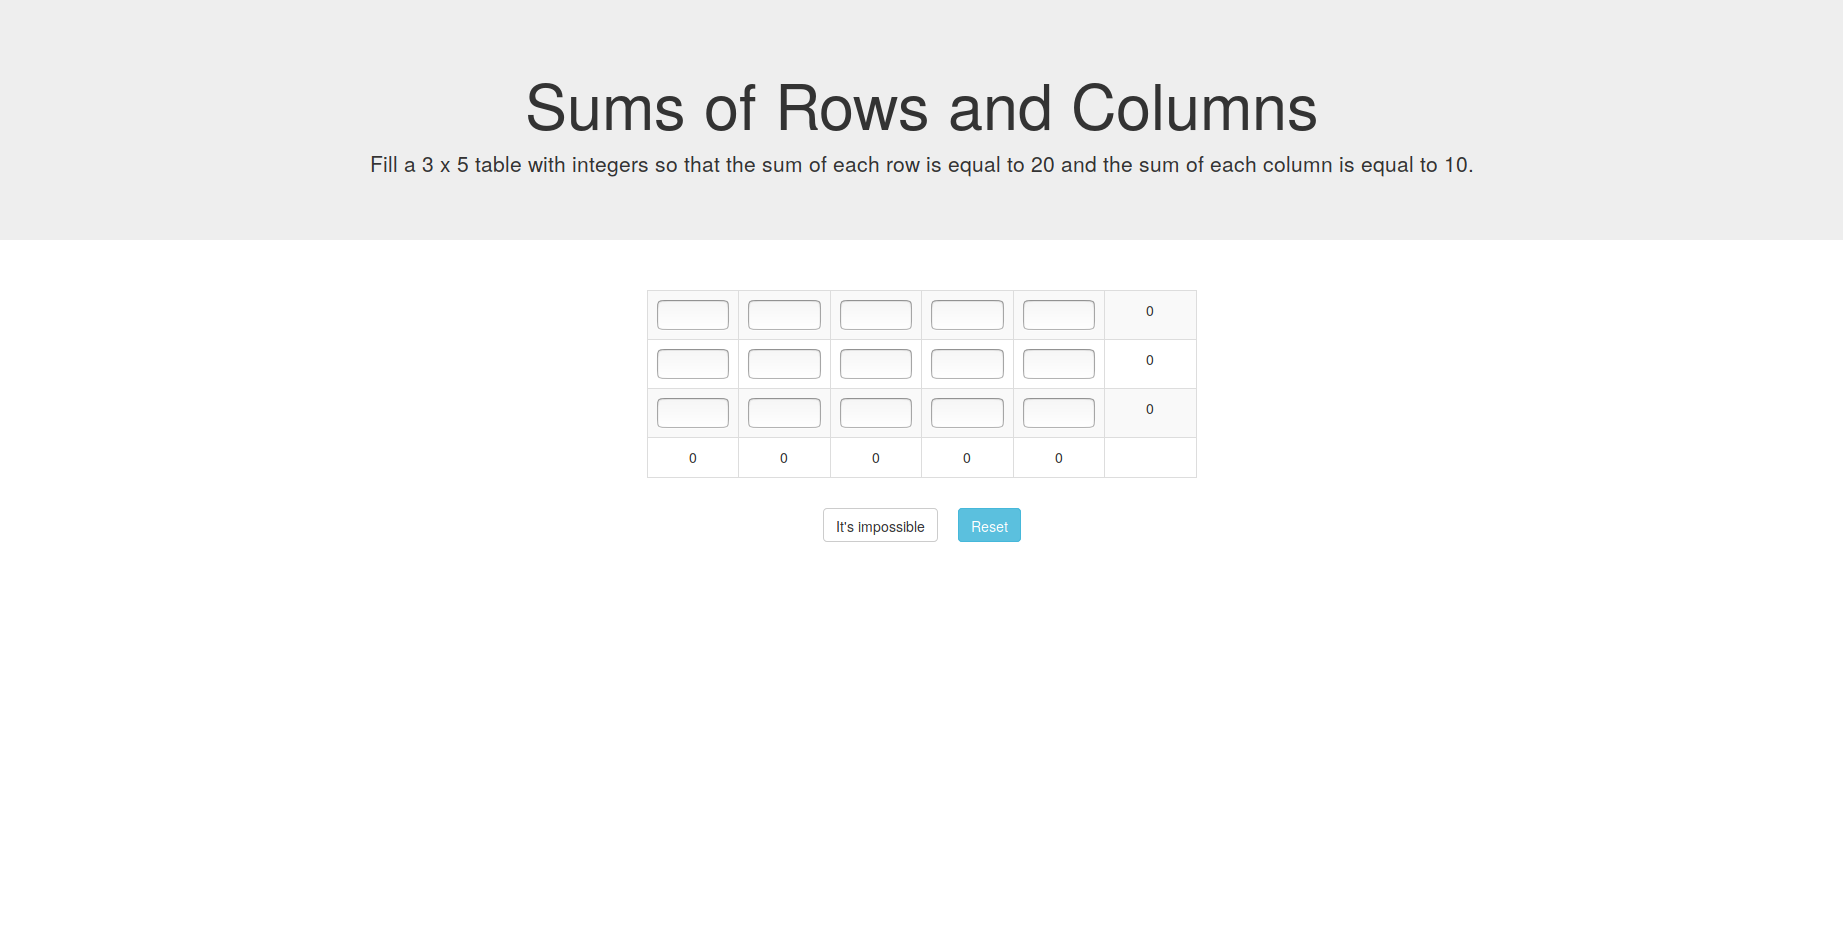 Sums of Rows and Columns
Fill a 3 x 5 table with integers so that the sum of each row is equal to 20 and the sum of each column is equal to 10.
0
0
0
0 0 0 0 0
It's impossible Reset